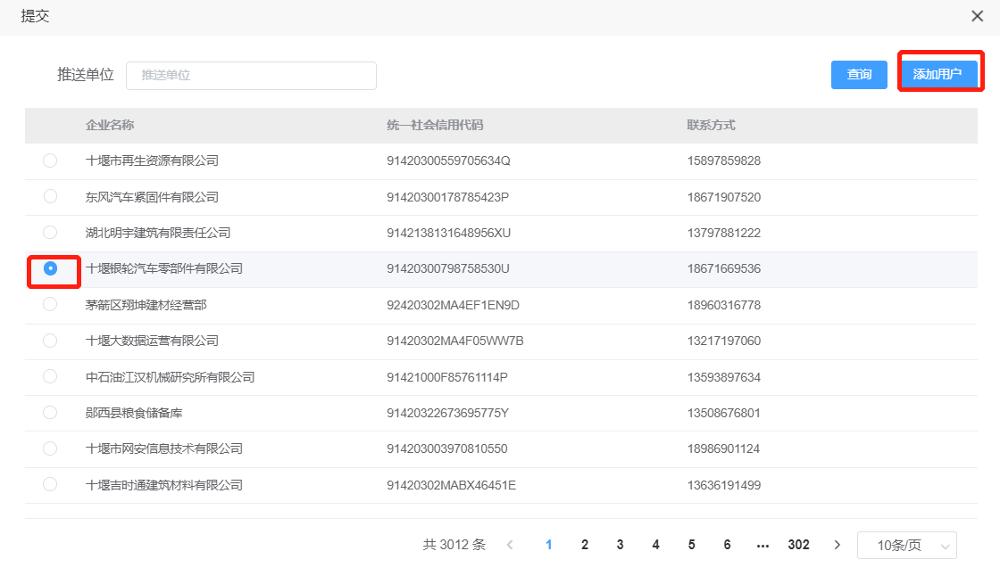 提交
推送单位 推送单位 查询 添加用户
企业名称 统一社会信用代码 联系方式
十堰市再生资源有限公司 91420300559705634Q 15897859828
东风汽车紧固件有限公司 91420300178785423P 18671907520
湖北明宇建筑有限责任公司 9142138131648956XU 13797881222
十堰银轮汽车零部件有限公司 91420300798758530U 18671669536
茅箭区翔坤建材经营部 92420302MA4EF1EN9D 18960316778
十堰大数据运营有限公司 91420302MA4F05WW7B 13217197060
中石油江汉机械研究所有限公司 91421000F85761114P 13593897634
郧西县粮食储备库 91420322673695775Y 13508676801
十堰市网安信息技术有限公司 914203003970810550 18986901124
十堰吉时通建筑材料有限公司 91420302MABX46451E 13636191499
共 3012 条 1 2 3 4 5 6 ••• 302 10条/页